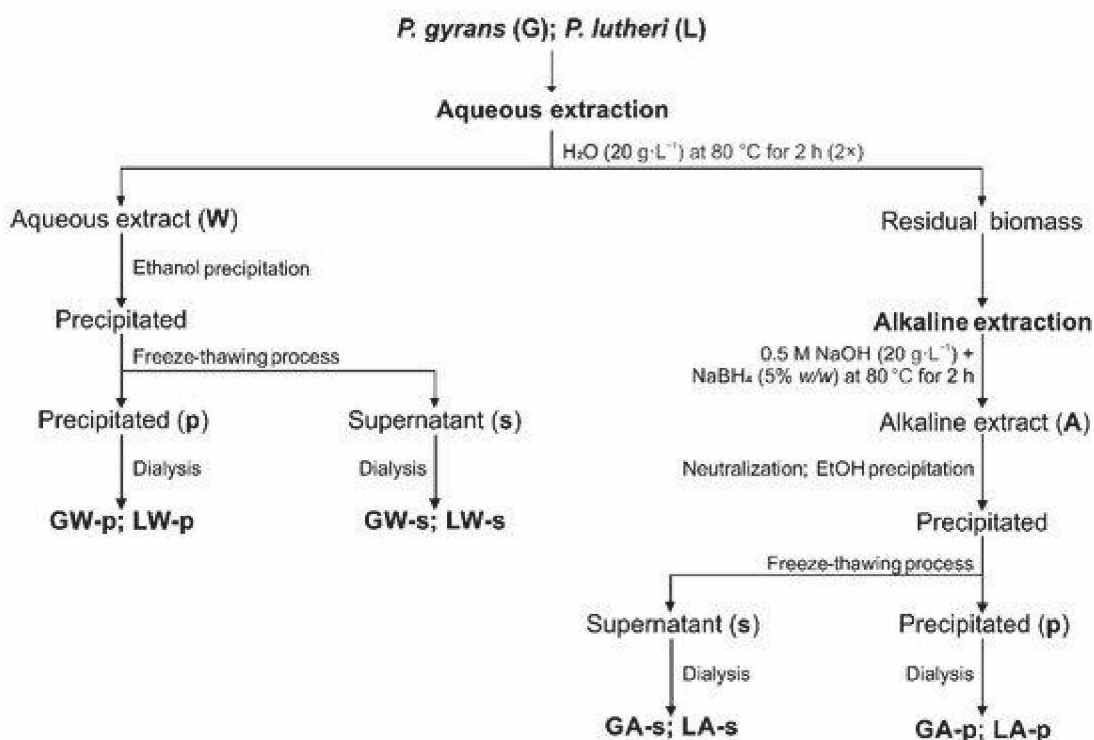 P. gyrans (G); P. lutheri (L)
Aqueous extraction
H₂O (20 g·L⁻¹) at 80 °C for 2 h (2×)
Aqueous extract (W)
Residual biomass
Ethanol precipitation
Precipitated
Alkaline extraction
Freeze-thawing process
0.5 M NaOH (20 g·L⁻¹) +
NaBH₄ (5% w/w) at 80 °C for 2 h
Precipitated (p)
Supernatant (s)
Alkaline extract (A)
Dialysis
Dialysis
Neutralization; EtOH precipitation
GW-p; LW-p
GW-s; LW-s
Precipitated
Freeze-thawing process
Supernatant (s)
Precipitated (p)
Dialysis
Dialysis
GA-s; LA-s
GA-p; LA-p